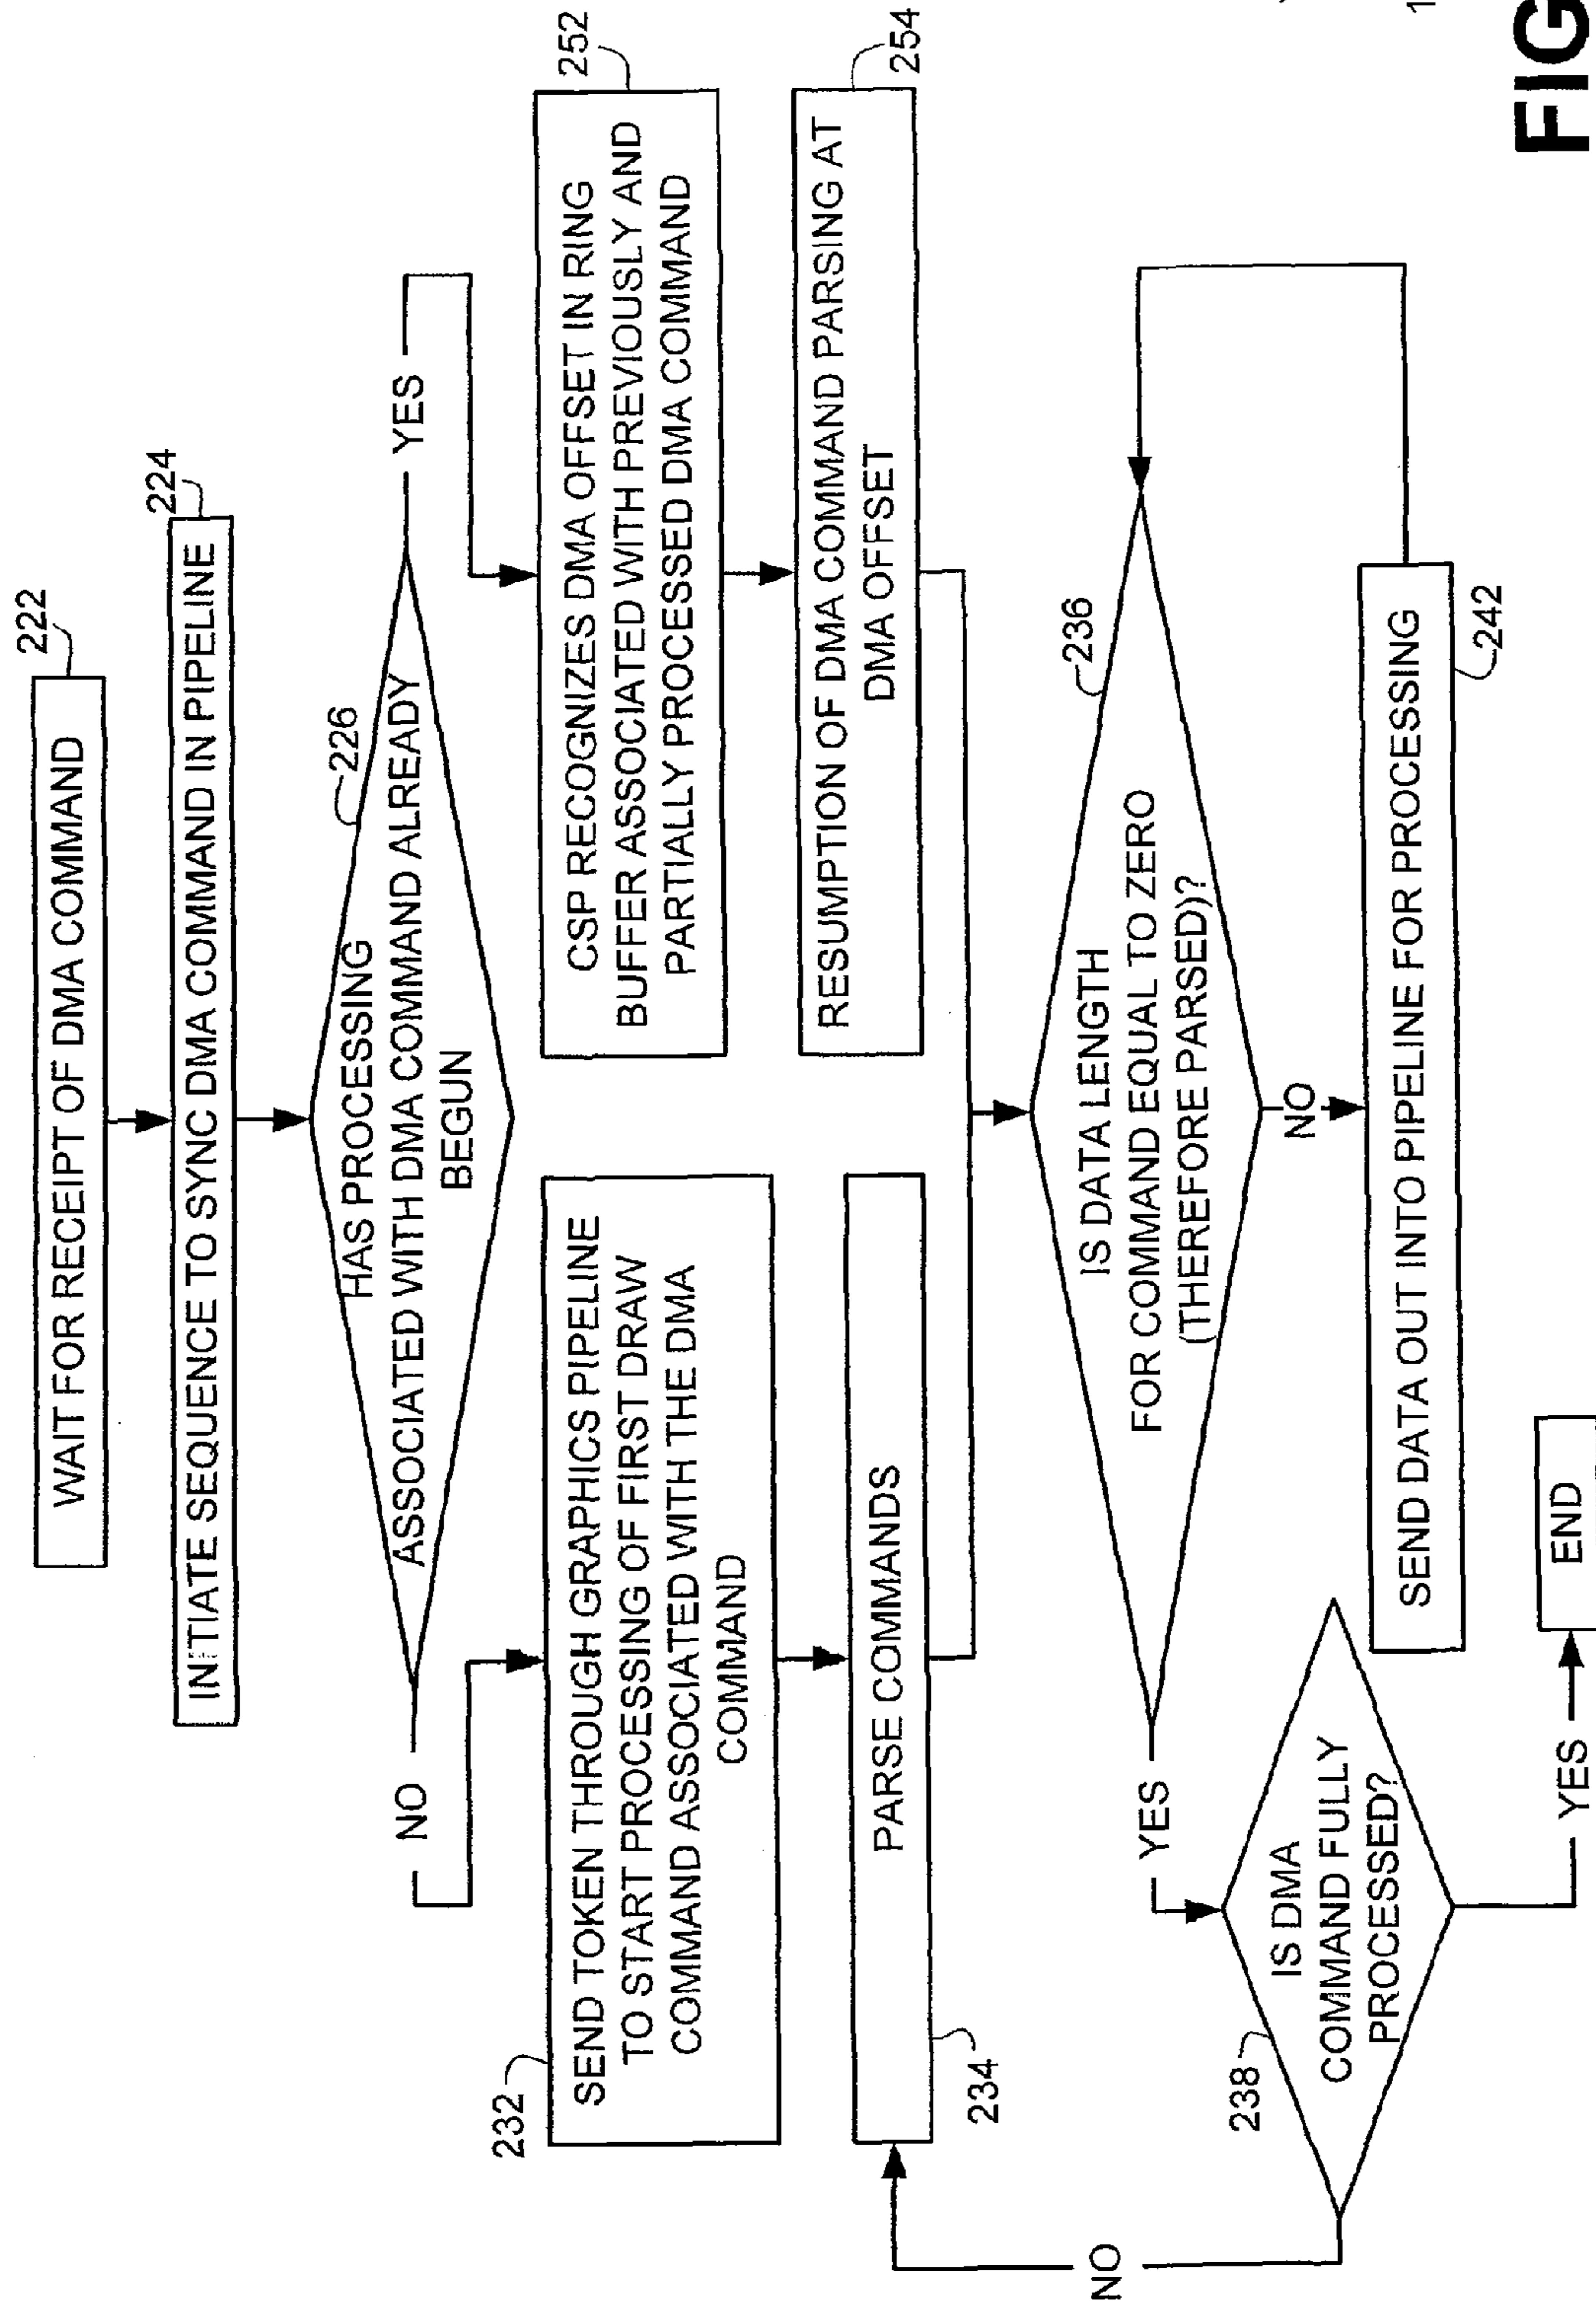 222
WAIT FOR RECEIPT OF DMA COMMAND
224
INITIATE SEQUENCE TO SYNC DMA COMMAND IN PIPELINE
226
HAS PROCESSING
ASSOCIATED WITH DMA COMMAND ALREADY
BEGUN
NO
YES
232
SEND TOKEN THROUGH GRAPHICS PIPELINE
TO START PROCESSING OF FIRST DRAW
COMMAND ASSOCIATED WITH THE DMA
COMMAND
252
CSP RECOGNIZES DMA OFFSET IN RING
BUFFER ASSOCIATED WITH PREVIOUSLY AND
PARTIALLY PROCESSED DMA COMMAND
PARSE COMMANDS
234
RESUMPTION OF DMA COMMAND PARSING AT
DMA OFFSET
254
236
IS DATA LENGTH
FOR COMMAND EQUAL TO ZERO
(THEREFORE PARSED)?
YES
NO
NO
238
IS DMA
COMMAND FULLY
PROCESSED?
SEND DATA OUT INTO PIPELINE FOR PROCESSING
242
YES
END
1
FIG